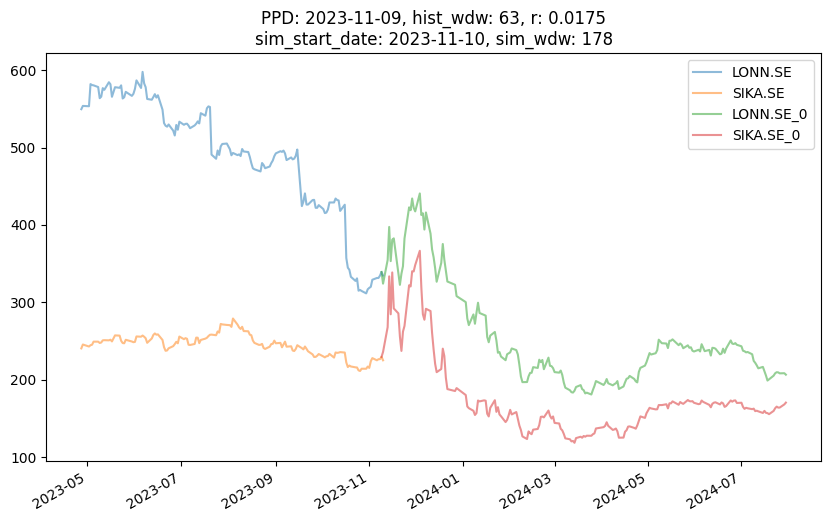 PPD: 2023-11-09, hist_wdw: 63, r: 0.0175
sim_start_date: 2023-11-10, sim_wdw: 178
LONN.SE
SIKA.SE
LONN.SE_0
SIKA.SE_0
600
500
400
300
200
100
2023-05
2023-07
2023-09
2023-11
2024-01
2024-03
2024-05
2024-07